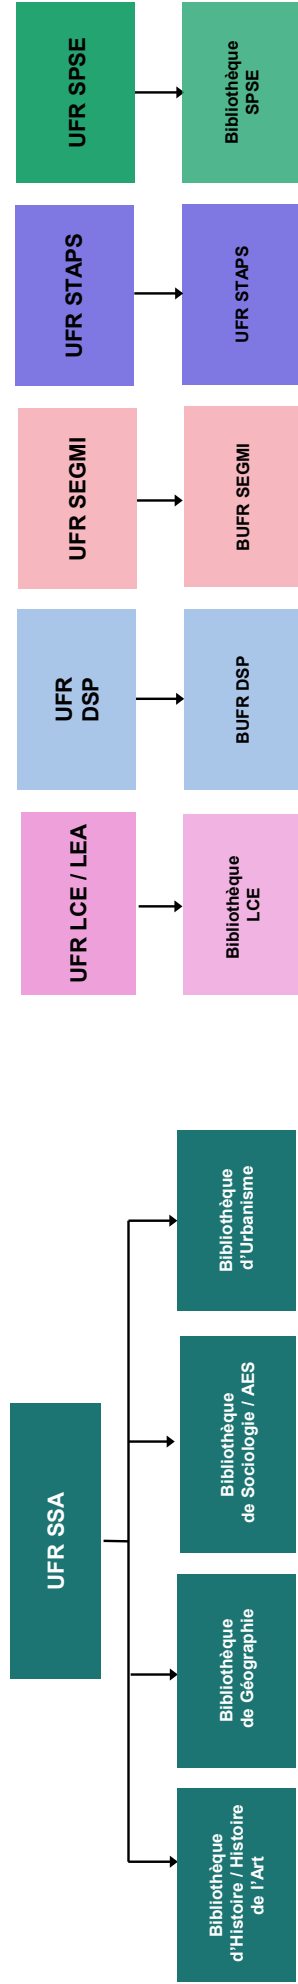 UFR SSA
Bibliothèque
d'Histoire / Histoire
de l'Art
Bibliothèque
de Géographie
Bibliothèque
de Sociologie / AES
Bibliothèque
d'Urbanisme
UFR LCE / LEA
Bibliothèque
LCE
UFR
DSP
BUFR DSP
UFR SEGMI
BUFR SEGMI
UFR STAPS
UFR STAPS
UFR SPSE
Bibliothèque
SPSE